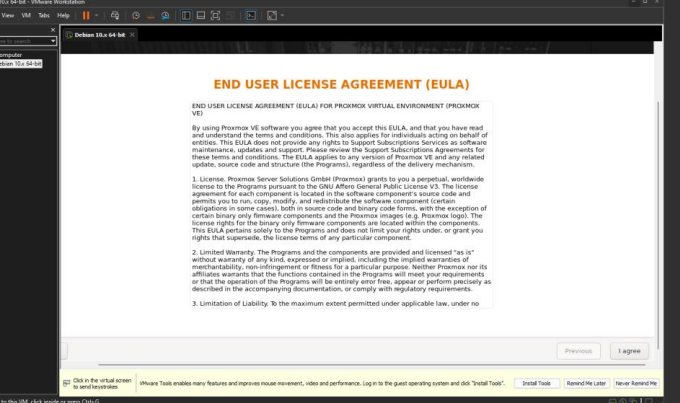 0.x 64-bit - VMware Workstation
View VM Tabs Help
Debian 10.x 64-bit
ere to search
omputer
ebian 10.x 64-bit
END USER LICENSE AGREEMENT (EULA)
END USER LICENSE AGREEMENT (EULA) FOR PROXMOX VIRTUAL ENVIRONMENT (PROXMOX
VE)
By using Proxmox VE software you agree that you accept this EULA, and that you have read
and understand the terms and conditions. This also applies for individuals acting on behalf of
entities. This EULA does not provide any rights to Support Subscriptions Services as software
maintenance, updates and support. Please review the Support Subscriptions Agreements for
these terms and conditions. The EULA applies to any version of Proxmox VE and any related
update, source code and structure (the Programs), regardless of the delivery mechanism.
1. License. Proxmox Server Solutions GmbH (Proxmox) grants to you a perpetual, worldwide
license to the Programs pursuant to the GNU Affero General Public License V3. The license
agreement for each component is located in the software component's source code and
permits you to run, copy, modify, and redistribute the software component (certain
obligations in some cases), both in source code and binary code forms, with the exception of
certain binary only firmware components and the Proxmox images (e.g. Proxmox logo). The
license rights for the binary only firmware components are located within the components.
This EULA pertains solely to the Programs and does not limit your rights under, or grant you
rights that supersede, the license terms of any particular component.
2. Limited Warranty. The Programs and the components are provided and licensed "as is"
without warranty of any kind, expressed or implied, including the implied warranties of
merchantability, non-infringement or fitness for a particular purpose. Neither Proxmox nor its
affiliates warrants that the functions contained in the Programs will meet your requirements
or that the operation of the Programs will be entirely error free, appear or perform precisely as
described in the accompanying documentation, or comply with regulatory requirements.
3. Limitation of Liability. To the maximum extent permitted under applicable law, under no
Previous I agree
Click in the virtual screen
to send keystrokes
VMware Tools enables many features and improves mouse movement, video and performance. Log in to the guest operating system and click "Install Tools".
Install Tools Remind Me Later Never Remind Me
to this VM, click inside or press Ctrl+G.